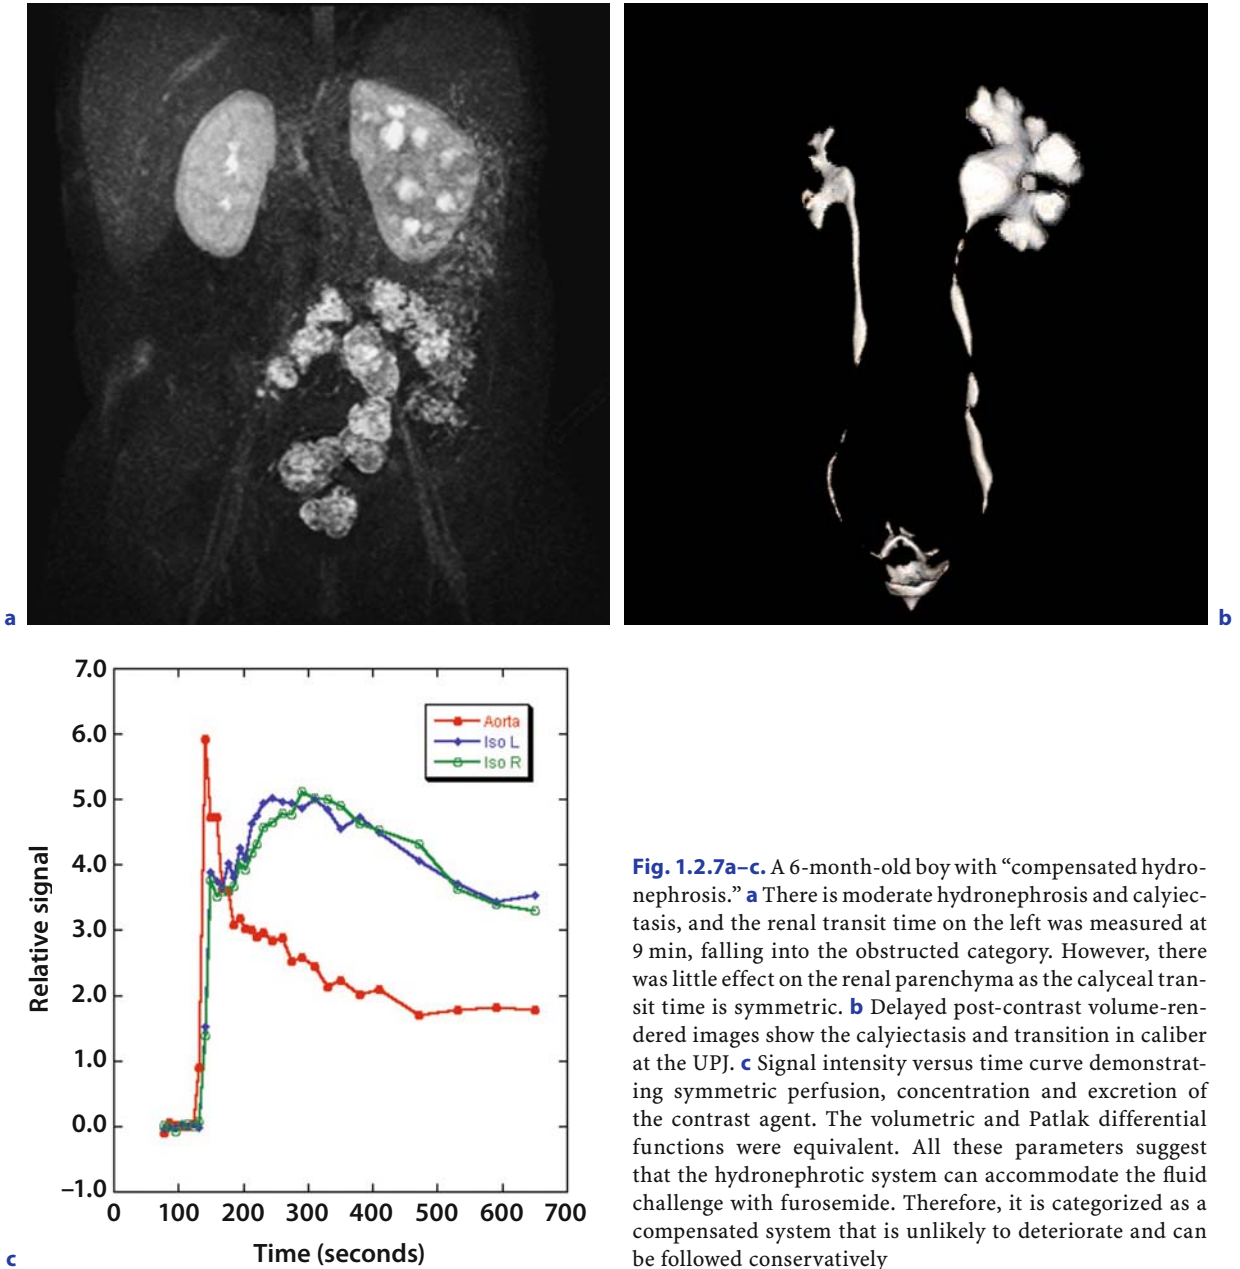 a
b
7.0
6.0
5.0
4.0
3.0
2.0
1.0
0.0
–1.0
0 100 200 300 400 500 600 700
Relative signal
Time (seconds)
Aorta
Iso L
Iso R
c
Fig. 1.2.7a–c. A 6-month-old boy with “compensated hydro-
nephrosis.” a There is moderate hydronephrosis and calyiec-
tasis, and the renal transit time on the left was measured at
9 min, falling into the obstructed category. However, there
was little effect on the renal parenchyma as the calyceal tran-
sit time is symmetric. b Delayed post-contrast volume-ren-
dered images show the calyiectasis and transition in caliber
at the UPJ. c Signal intensity versus time curve demonstrat-
ing symmetric perfusion, concentration and excretion of
the contrast agent. The volumetric and Patlak differential
functions were equivalent. All these parameters suggest
that the hydronephrotic system can accommodate the fluid
challenge with furosemide. Therefore, it is categorized as a
compensated system that is unlikely to deteriorate and can
be followed conservatively